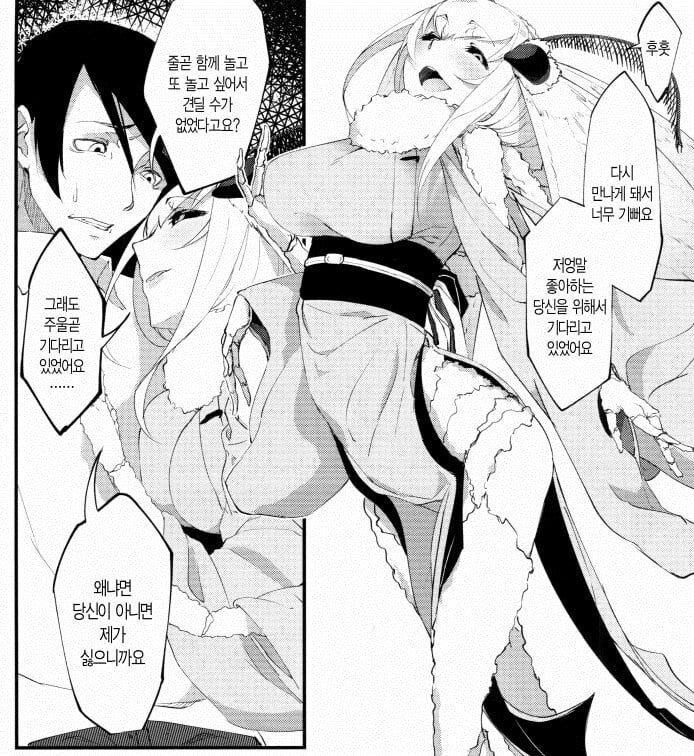 후훗
다시
만나게 돼서
너무 기뻐요
저엉말
좋아하는
당신을 위해서
기다리고
있었어요
줄곧 함께 놀고
또 놀고 싶어서
견딜 수가
없었다고요?
그래도
주울곧
기다리고
있었어요
……
왜냐면
당신이 아니면
제가
싫으니까요